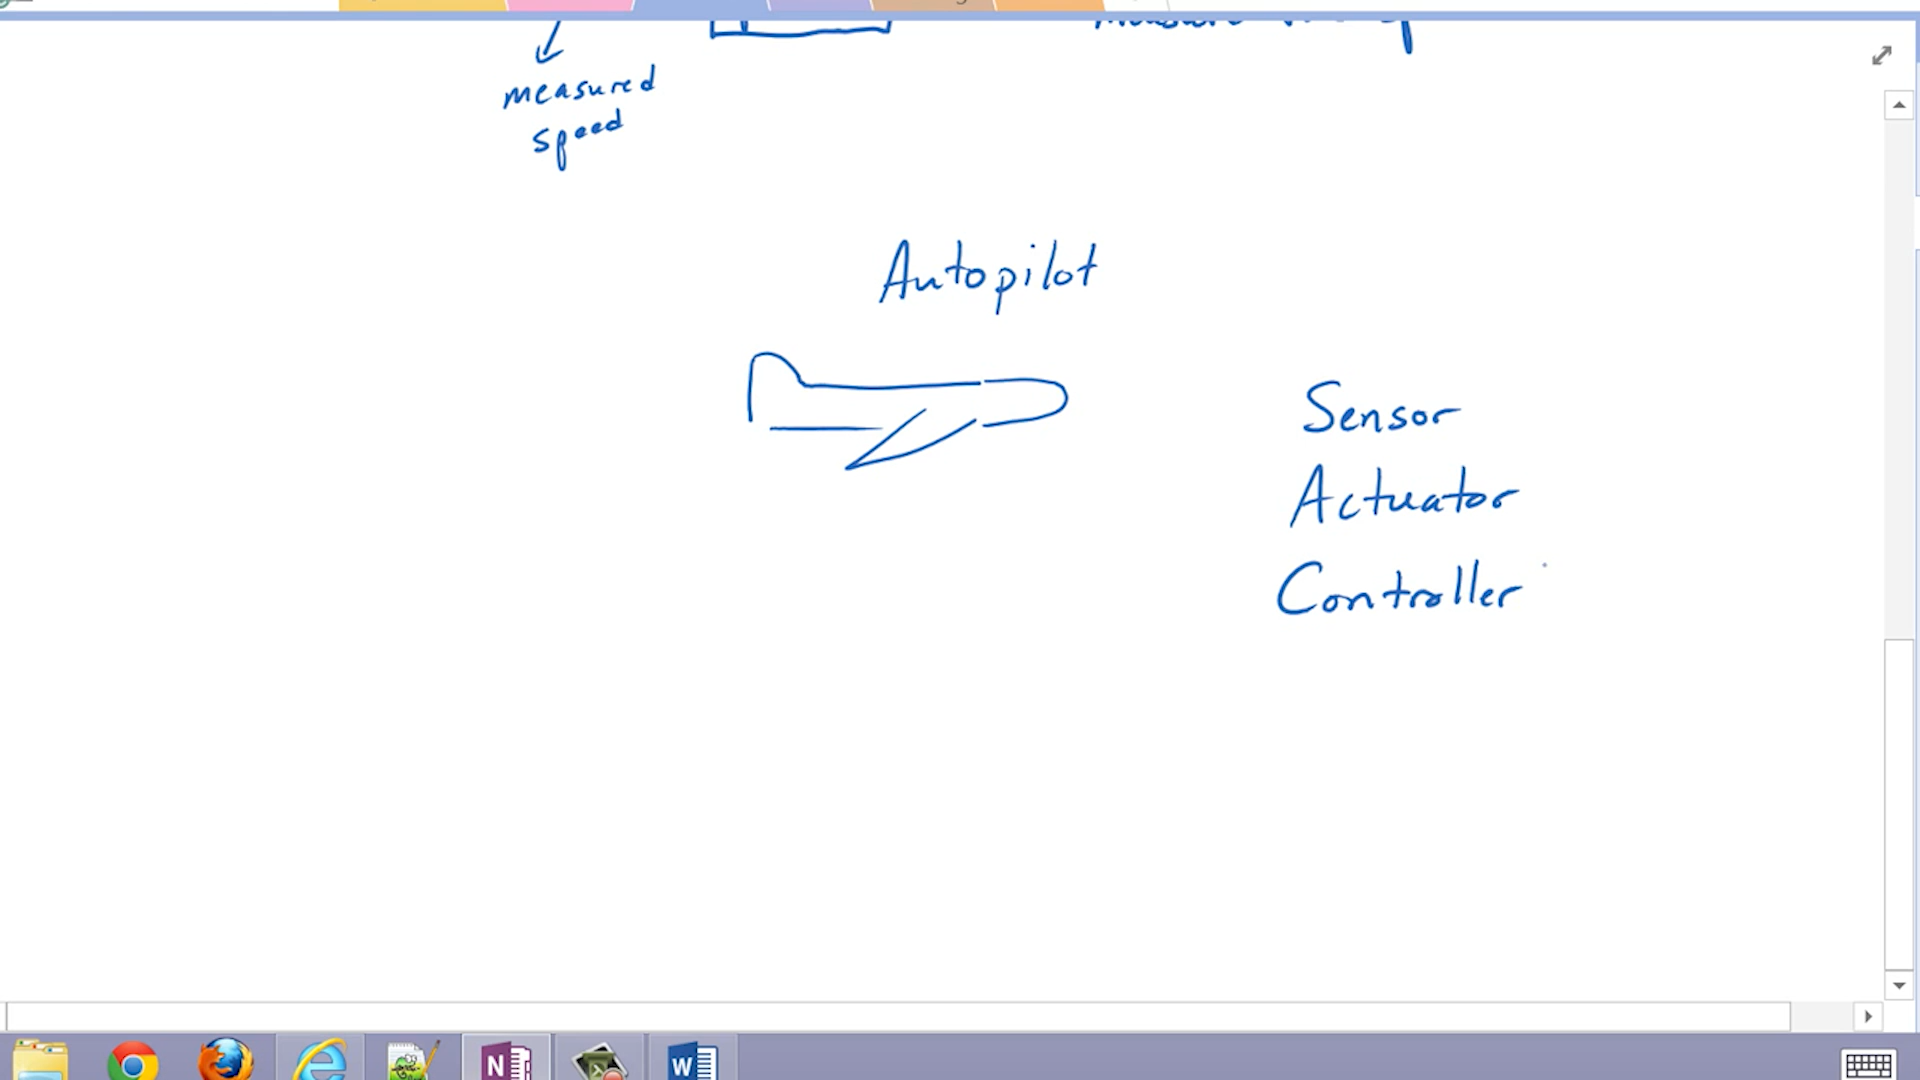 measured
speed
Autopilot
Sensor
Actuator
Controller